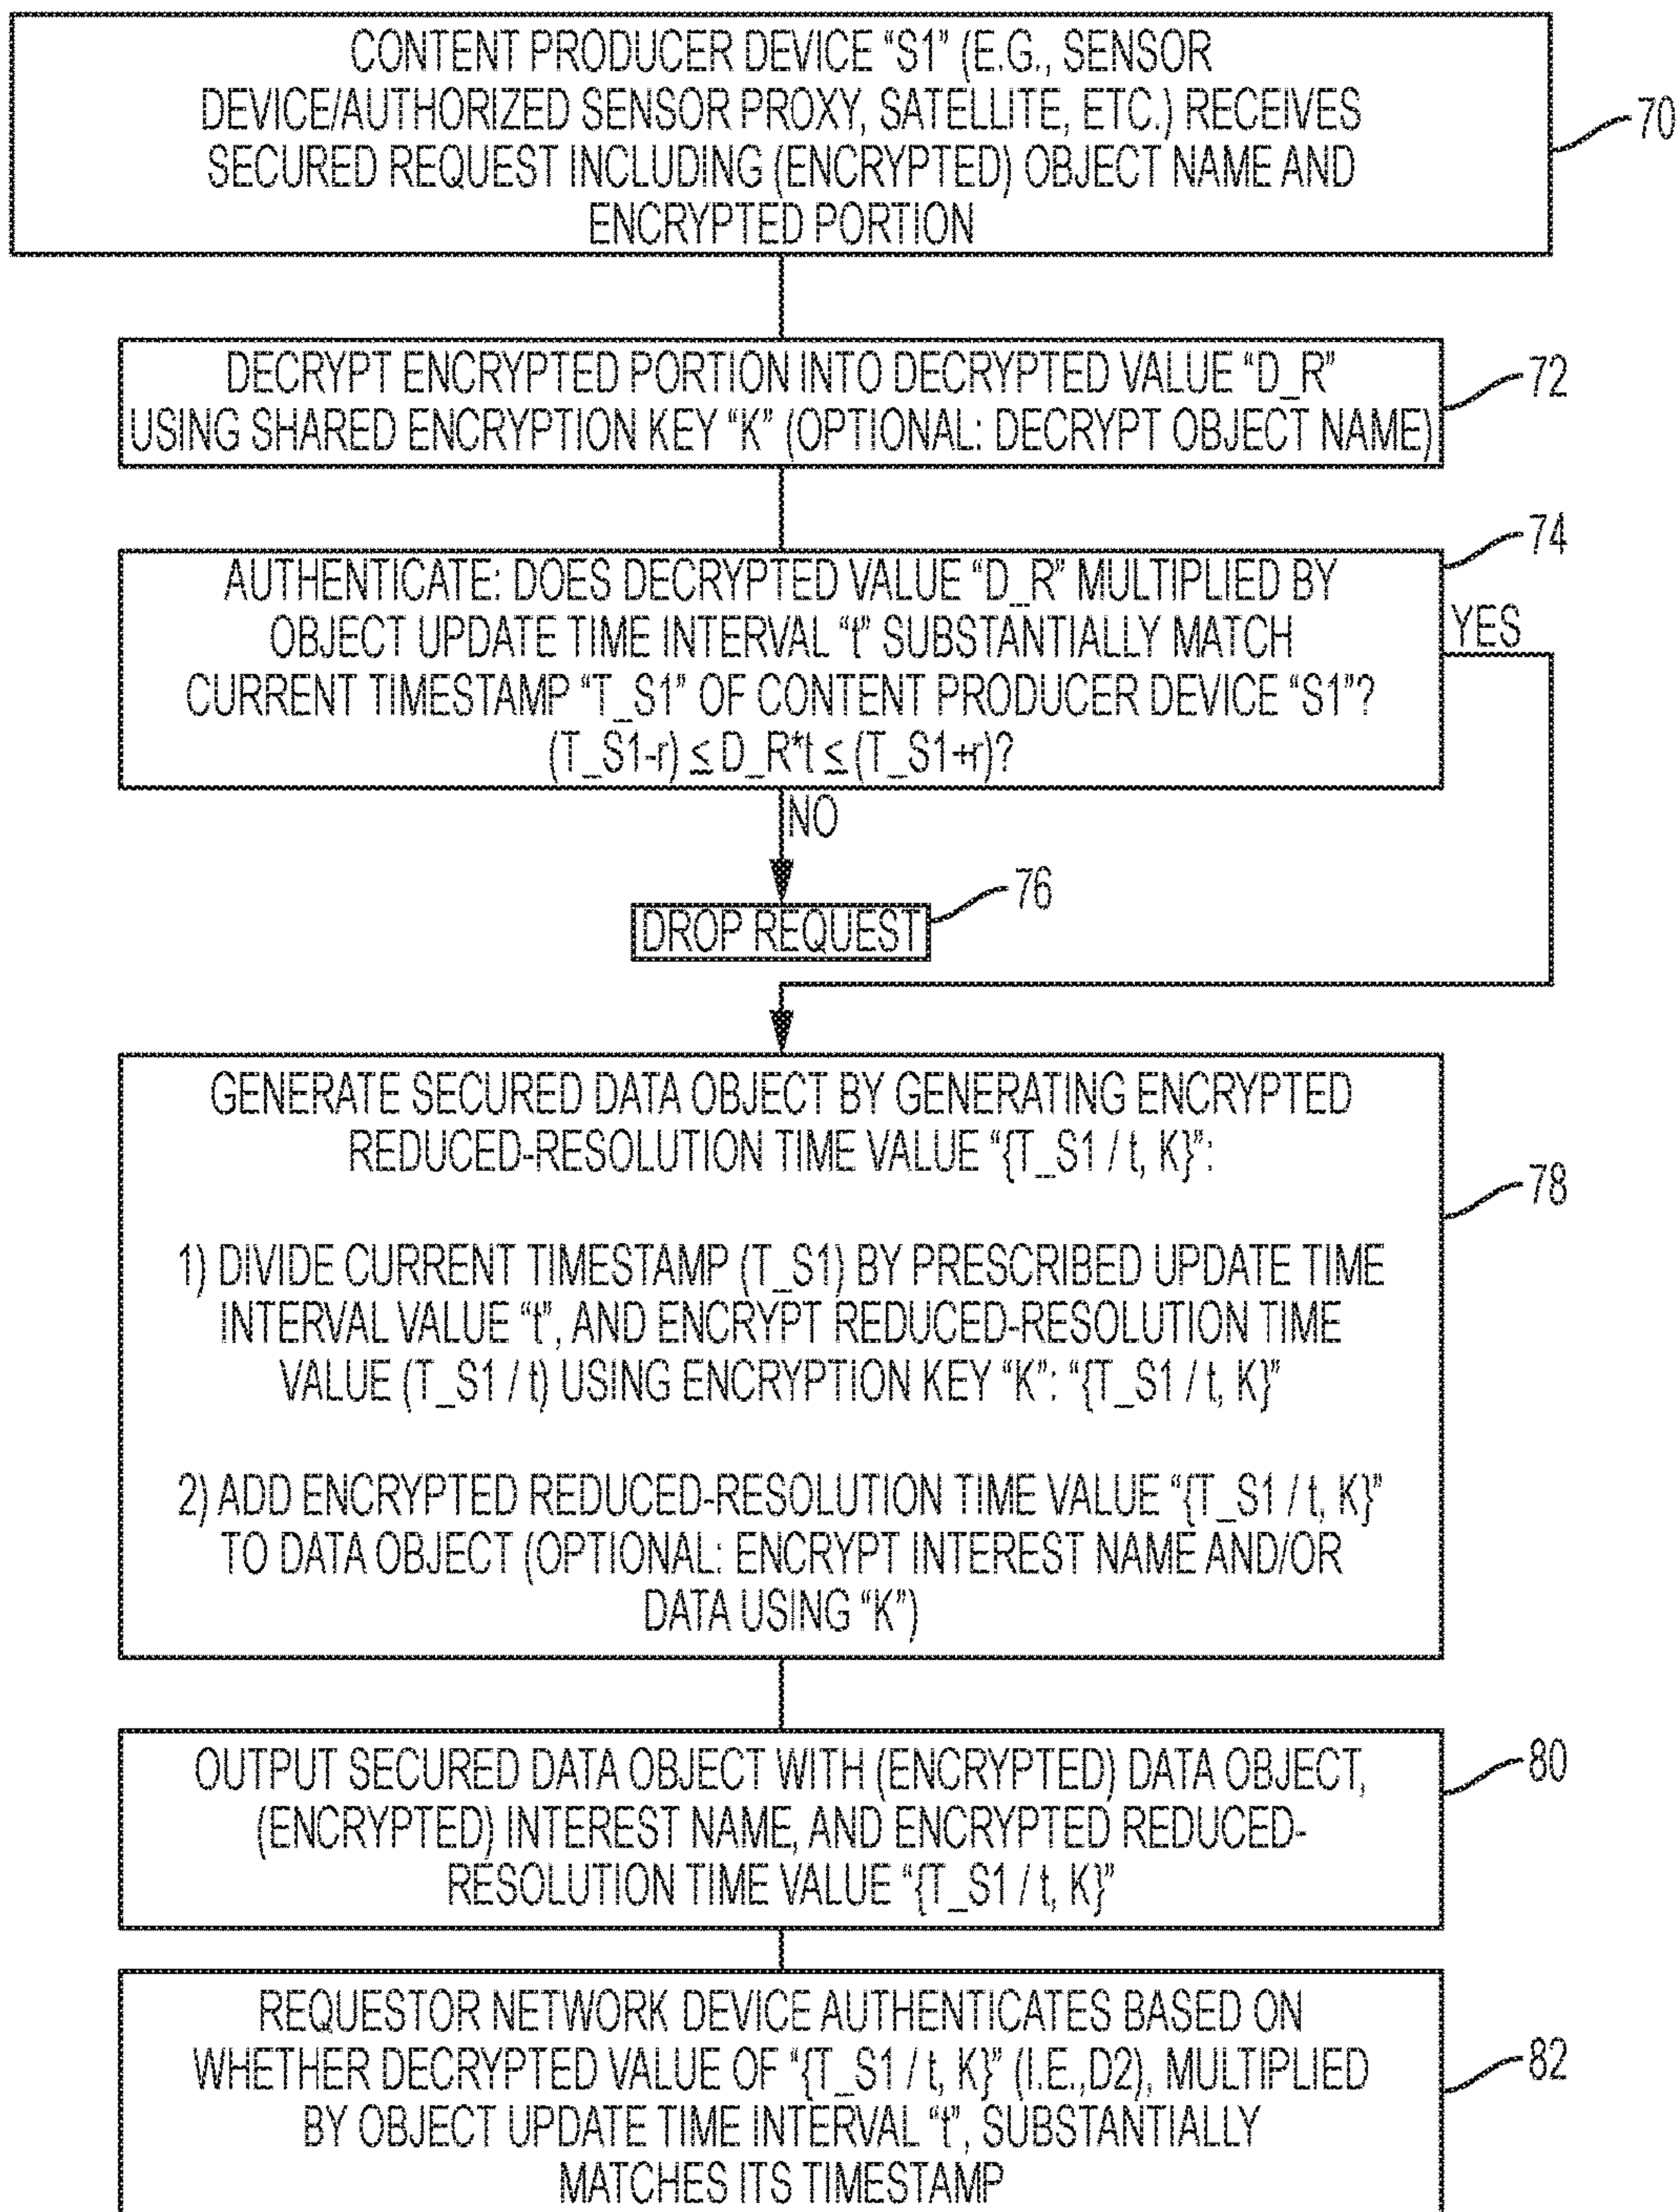 CONTENT PRODUCER DEVICE “S1” (E.G., SENSOR
DEVICE/AUTHORIZED SENSOR PROXY, SATELLITE, ETC.) RECEIVES
SECURED REQUEST INCLUDING (ENCRYPTED) OBJECT NAME AND
ENCRYPTED PORTION
70
DECRYPT ENCRYPTED PORTION INTO DECRYPTED VALUE “D_R”
USING SHARED ENCRYPTION KEY “K” (OPTIONAL: DECRYPT OBJECT NAME)
72
AUTHENTICATE: DOES DECRYPTED VALUE “D_R” MULTIPLIED BY
OBJECT UPDATE TIME INTERVAL “t” SUBSTANTIALLY MATCH
CURRENT TIMESTAMP “T_S1” OF CONTENT PRODUCER DEVICE “S1”?
(T_S1-r) ≤ D_R*t ≤ (T_S1+r)?
74
YES
NO
DROP REQUEST
76
GENERATE SECURED DATA OBJECT BY GENERATING ENCRYPTED
REDUCED-RESOLUTION TIME VALUE “{T_S1 / t, K}”:
1) DIVIDE CURRENT TIMESTAMP (T_S1) BY PRESCRIBED UPDATE TIME
INTERVAL VALUE “t”, AND ENCRYPT REDUCED-RESOLUTION TIME
VALUE (T_S1 / t) USING ENCRYPTION KEY “K”: “{T_S1 / t, K}”
2) ADD ENCRYPTED REDUCED-RESOLUTION TIME VALUE “{T_S1 / t, K}”
TO DATA OBJECT (OPTIONAL: ENCRYPT INTEREST NAME AND/OR
DATA USING “K”)
78
OUTPUT SECURED DATA OBJECT WITH (ENCRYPTED) DATA OBJECT,
(ENCRYPTED) INTEREST NAME, AND ENCRYPTED REDUCED-
RESOLUTION TIME VALUE “{T_S1 / t, K}”
80
REQUESTOR NETWORK DEVICE AUTHENTICATES BASED ON
WHETHER DECRYPTED VALUE OF “{T_S1 / t, K}” (I.E.,D2), MULTIPLIED
BY OBJECT UPDATE TIME INTERVAL “t”, SUBSTANTIALLY
MATCHES ITS TIMESTAMP
82